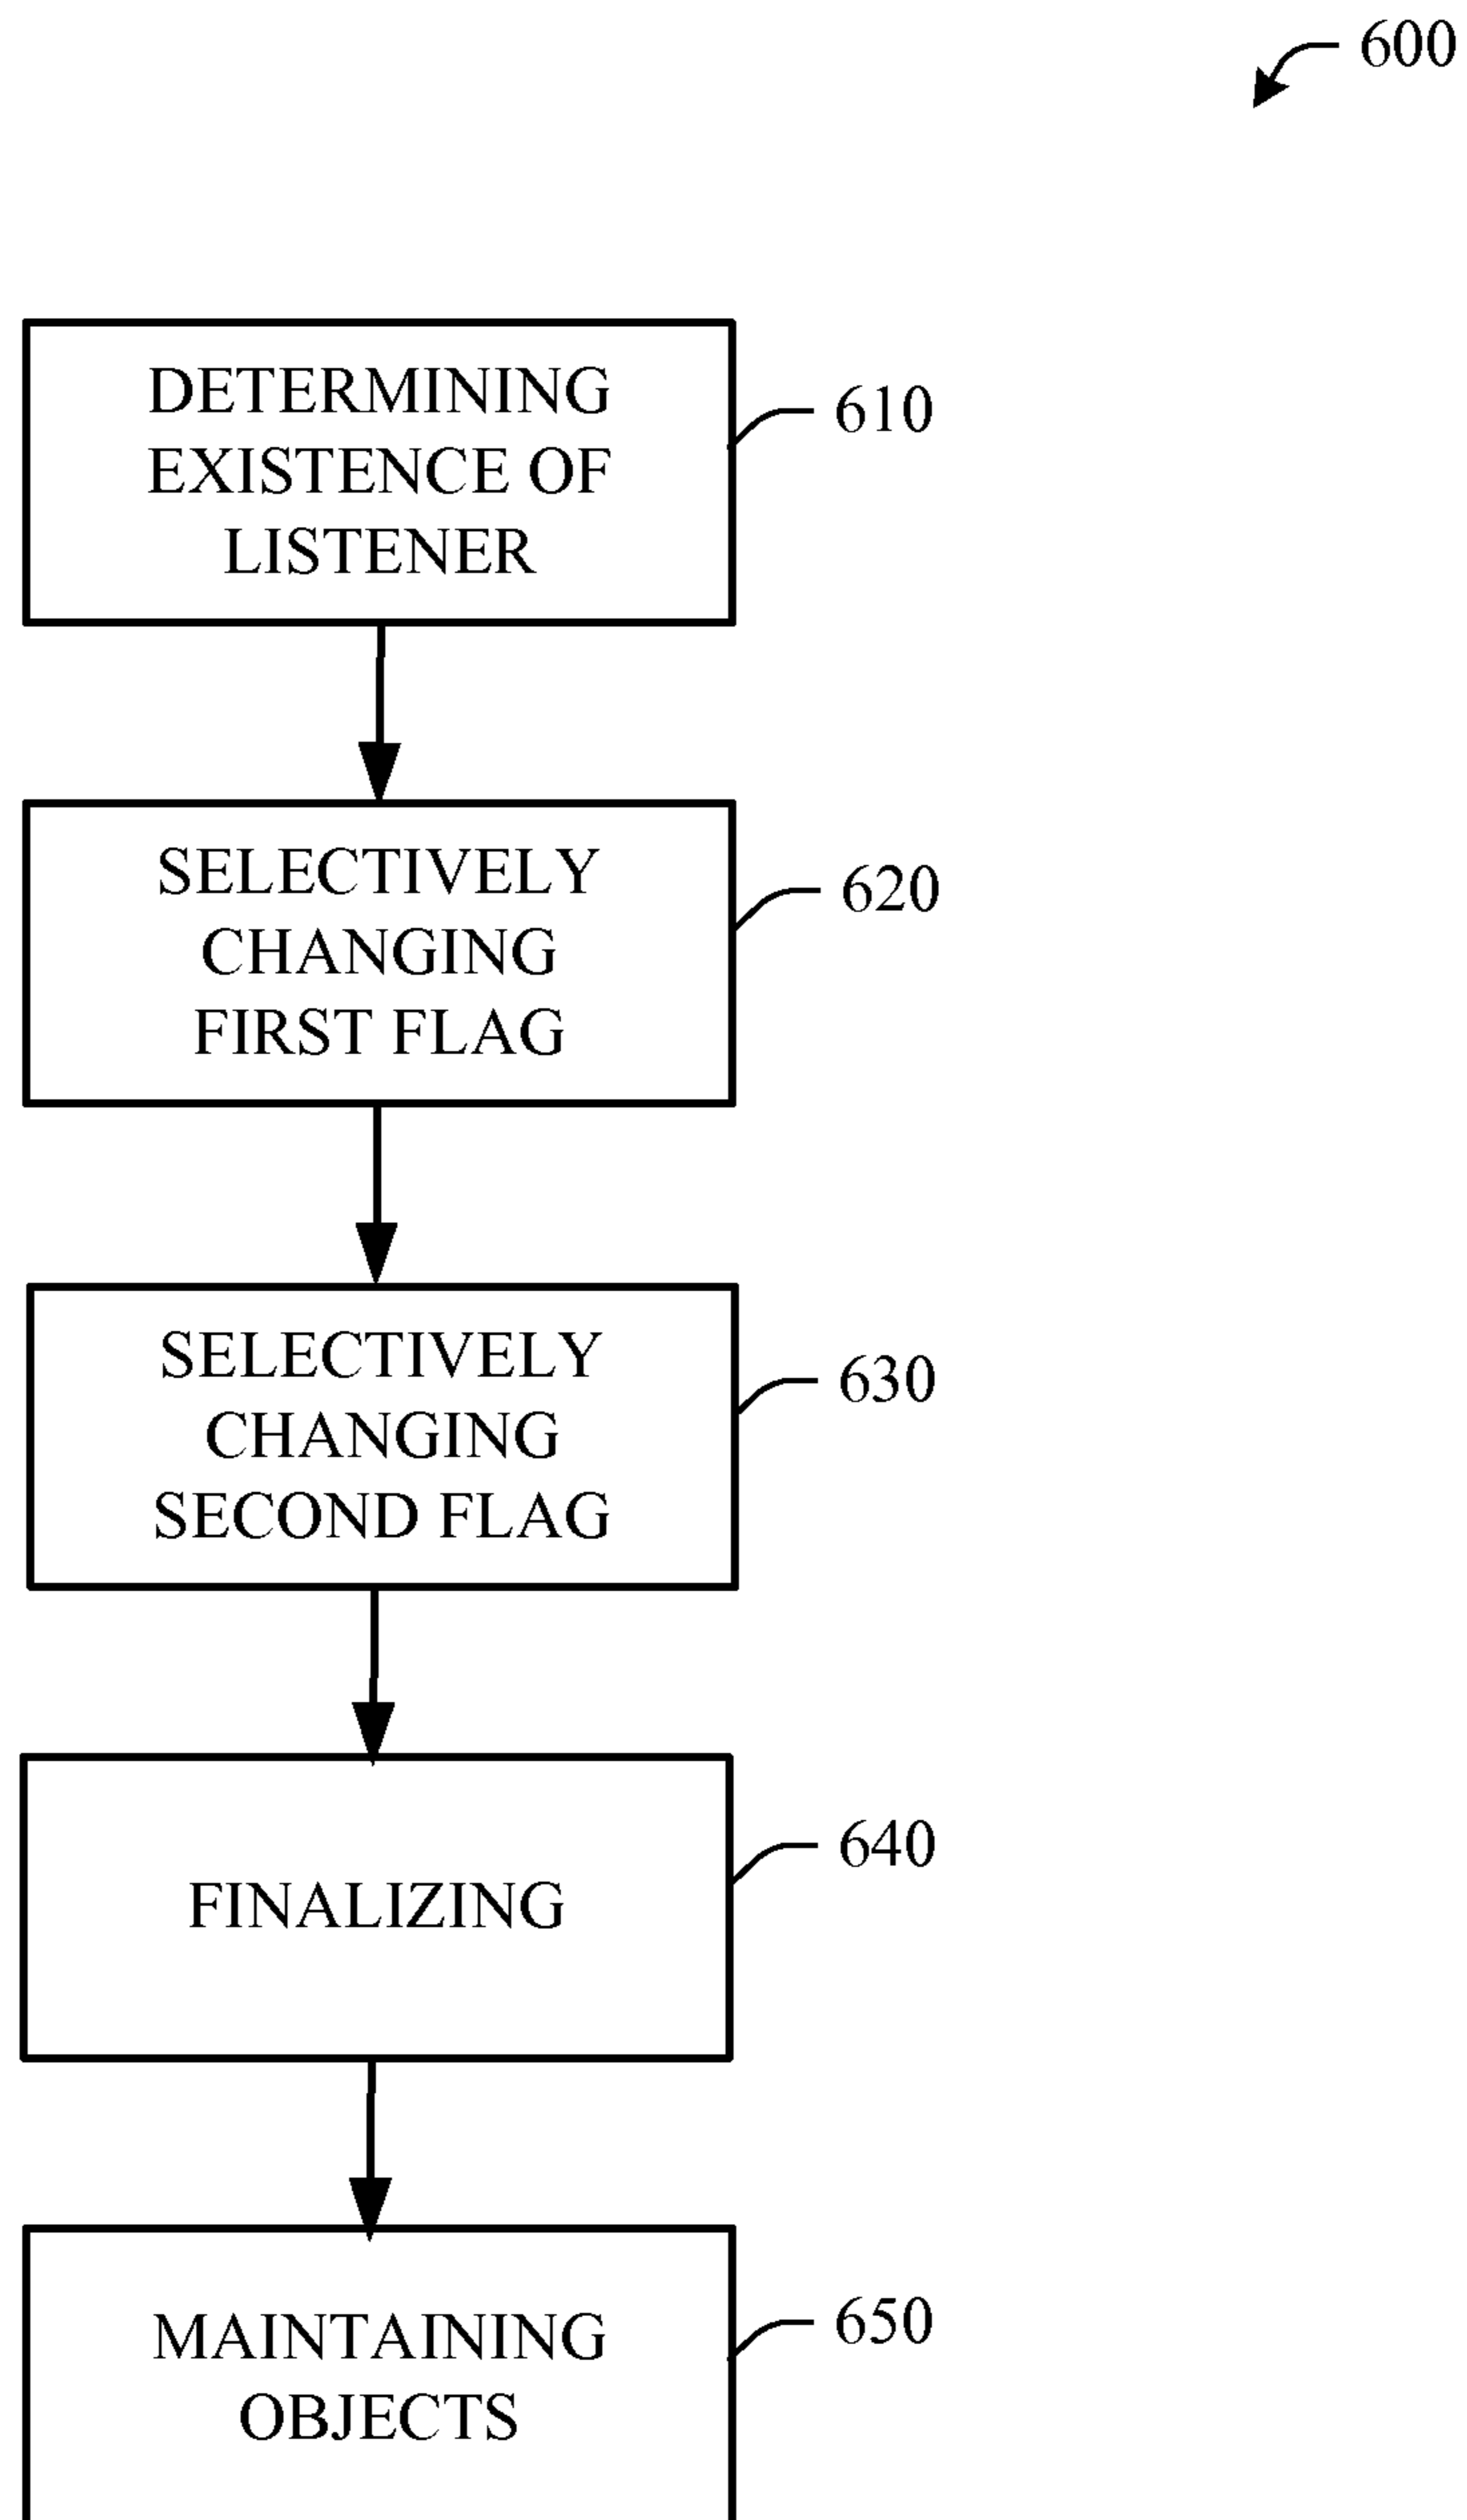 600
DETERMINING
EXISTENCE OF
LISTENER
610
SELECTIVELY
CHANGING
FIRST FLAG
620
SELECTIVELY
CHANGING
SECOND FLAG
630
FINALIZING
640
MAINTAINING
OBJECTS
650